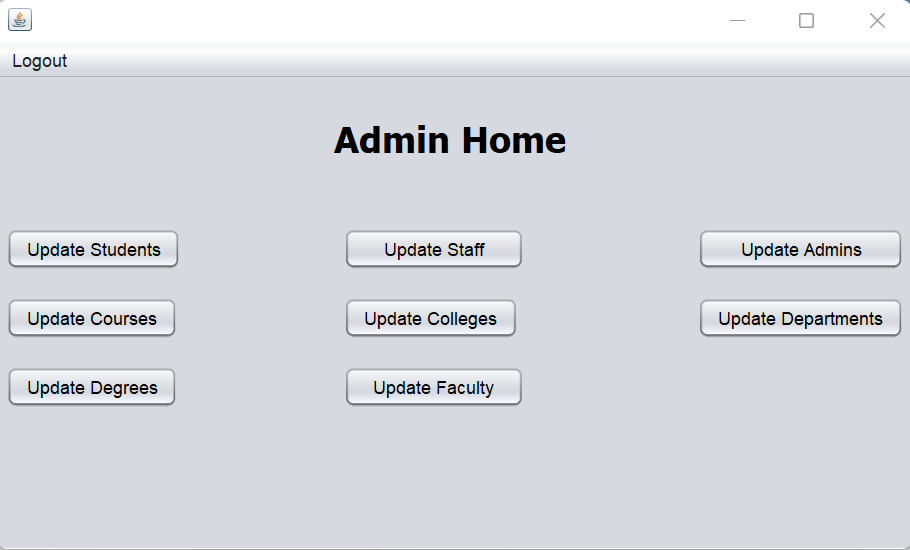 Logout
Admin Home
Update Students
Update Staff
Update Admins
Update Courses
Update Colleges
Update Departments
Update Degrees
Update Faculty